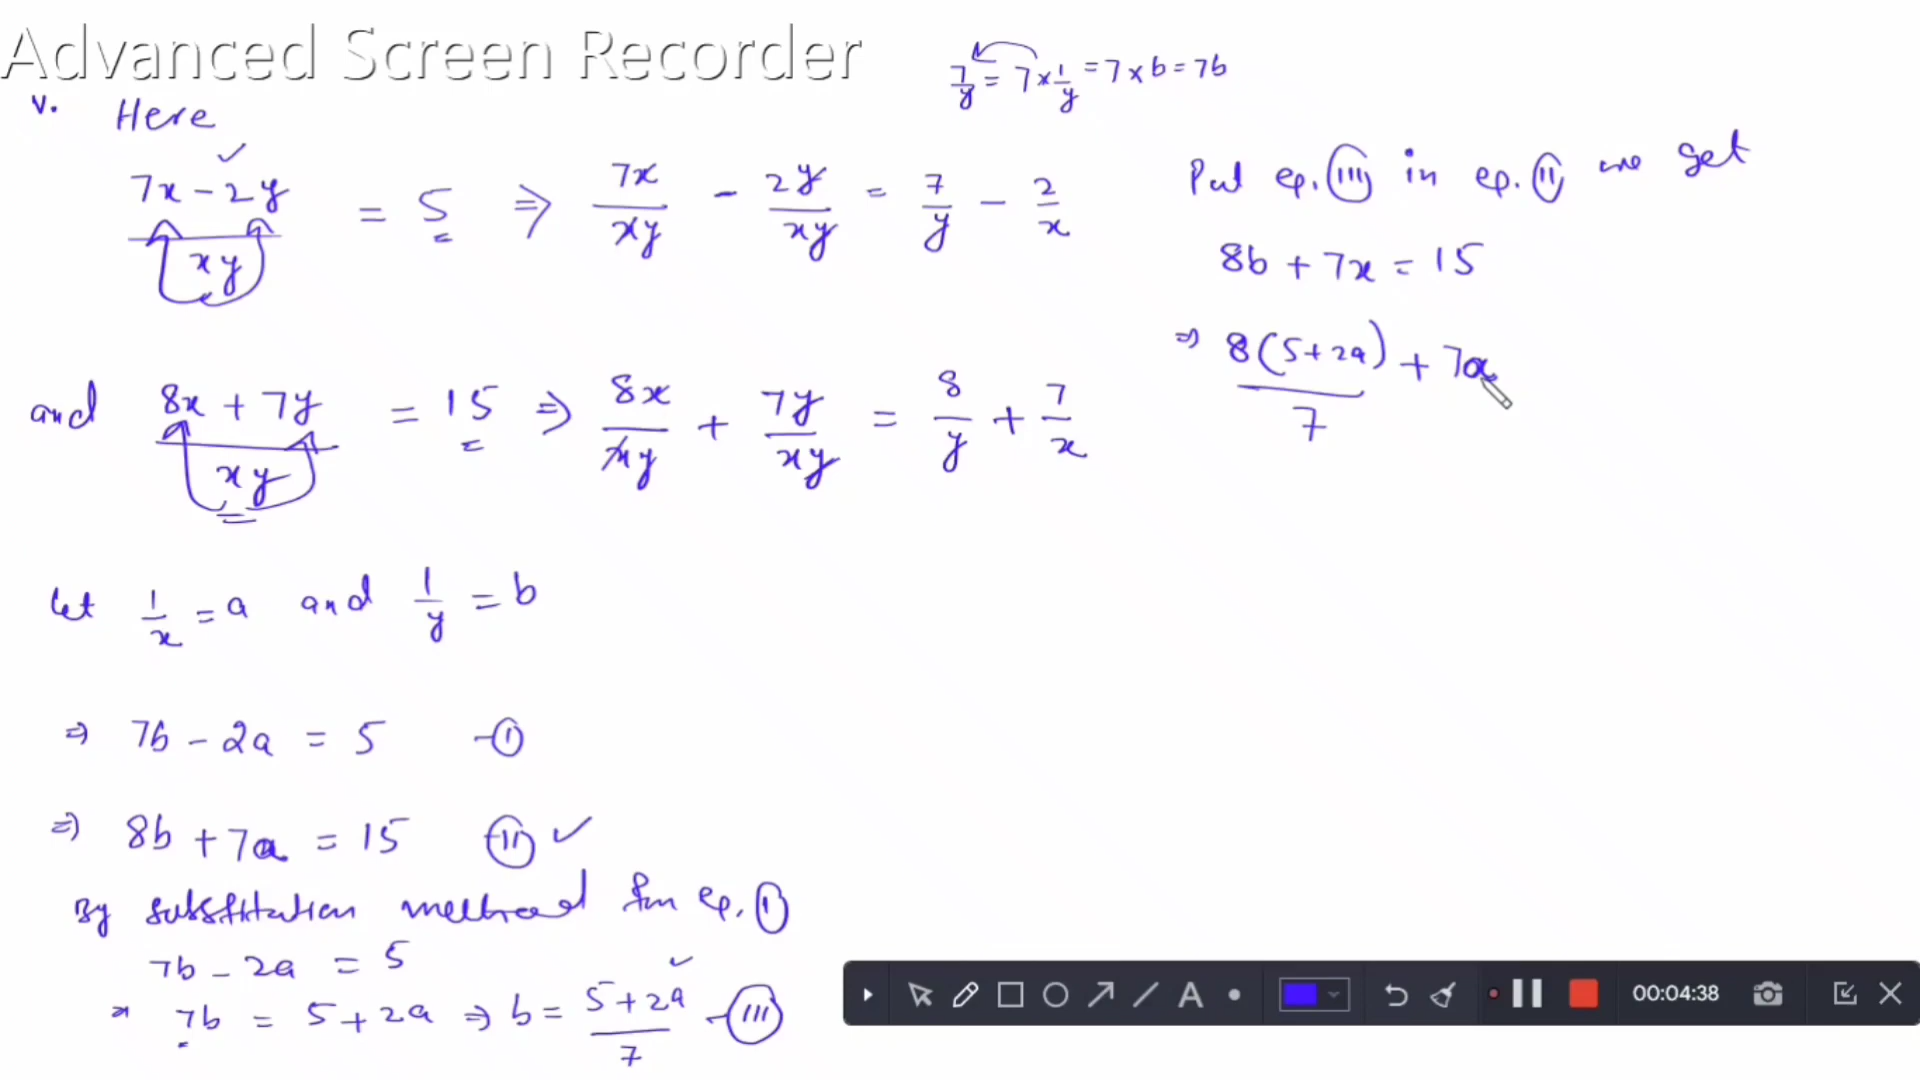 Advanced Screen Recorder
7/y = 7 × 1/y = 7 × b = 7b
v. Here
(7x - 2y)/xy = 5 ⇒ 7x/xy - 2y/xy = 7/y - 2/x
and (8x + 7y)/xy = 15 ⇒ 8x/xy + 7y/xy = 8/y + 7/x
let 1/x = a and 1/y = b
⇒ 7b - 2a = 5 -(I)
⇒ 8b + 7a = 15 (II) ✓
By substitution method from eq. (I)
7b - 2a = 5
⇒ 7b = 5 + 2a ⇒ b = (5+2a)/7 -(III)
Put eq. (III) in eq. (II) we get
8b + 7x = 15
⇒ 8(5+2a)/7 + 7a
A
00:04:38